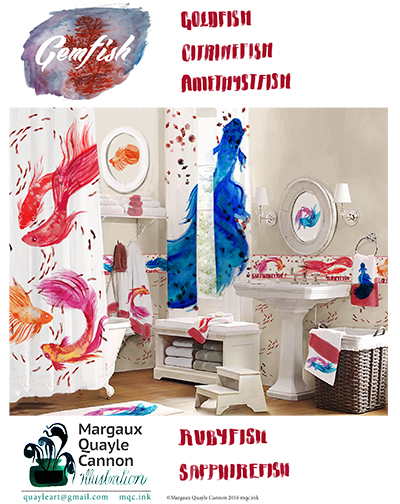 Gemfish
GOLDFISH
CITRINEFISH
AMETHYSTFISH
RUBYFISH
SAPPHIREFISH
Margaux
Quayle
Cannon
Illustration
quayleart@gmail.com mqc.ink
©Margaux Quayle Cannon 2016 mqc.ink